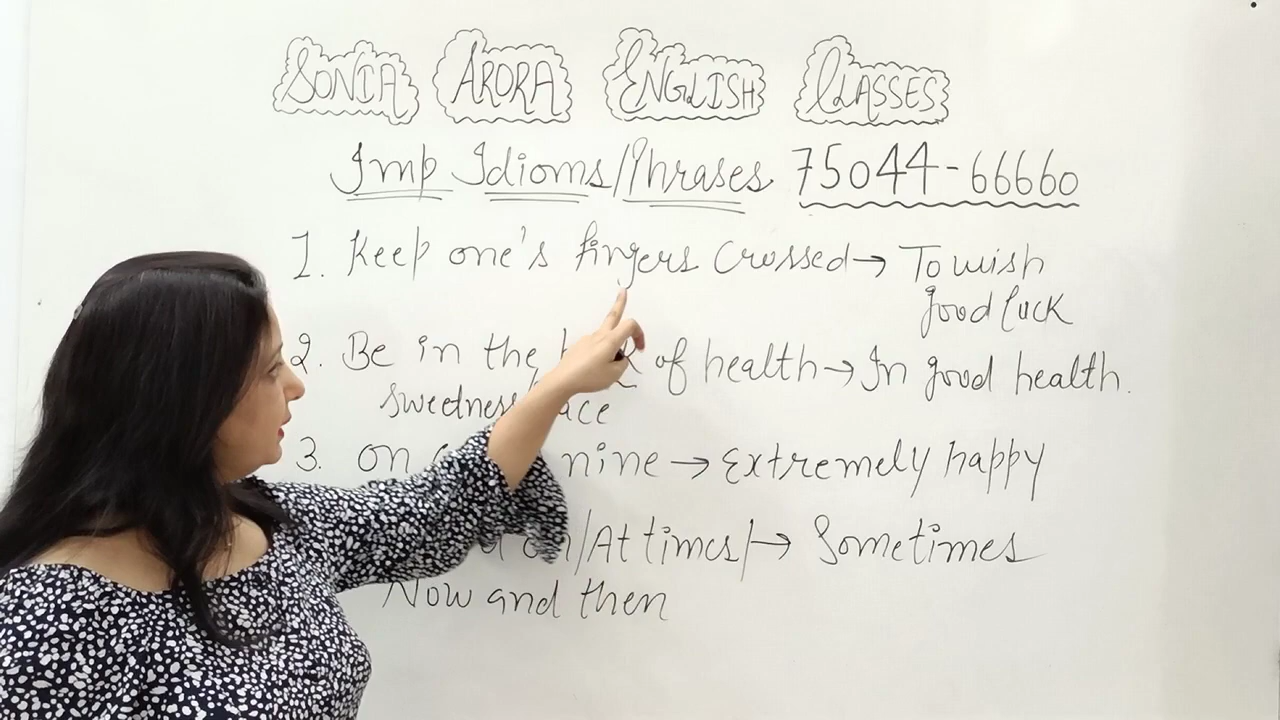 SONIA ARORA ENGLISH CLASSES
Imp Idioms/Phrases 75044-66660
1. Keep one's fingers crossed→ To wish
good luck
2. Be in the of health→In good health.
sweetness/
3. on nine →Extremely happy
/At times/→ Sometimes
Now and then